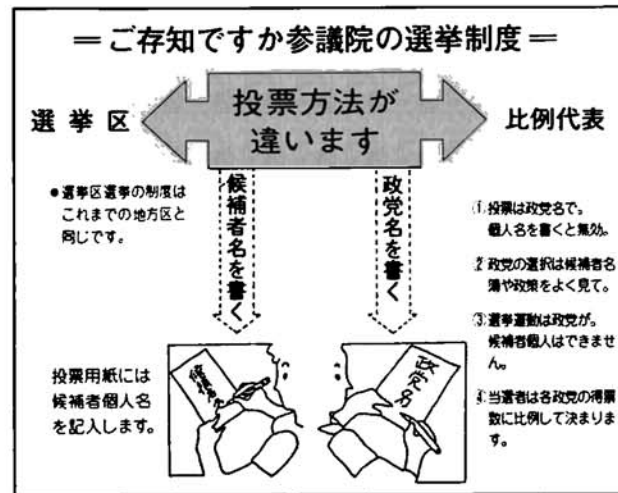 ＝ご存知ですか参議院の選挙制度＝
選挙区
投票方法が
違います
比例代表
●選挙区選挙の制度は
これまでの地方区と
同じです。
候補者名を書く
政党名を書く
①投票は政党名で。
個人名を書くと無効。
②政党の選択は候補者名
簿や政策をよく見て。
③選挙運動は政党が。
候補者個人はできませ
ん。
④当選者は各政党の得票
数に比例して決まりま
す。
投票用紙には
候補者個人名
を記入します。
政党名